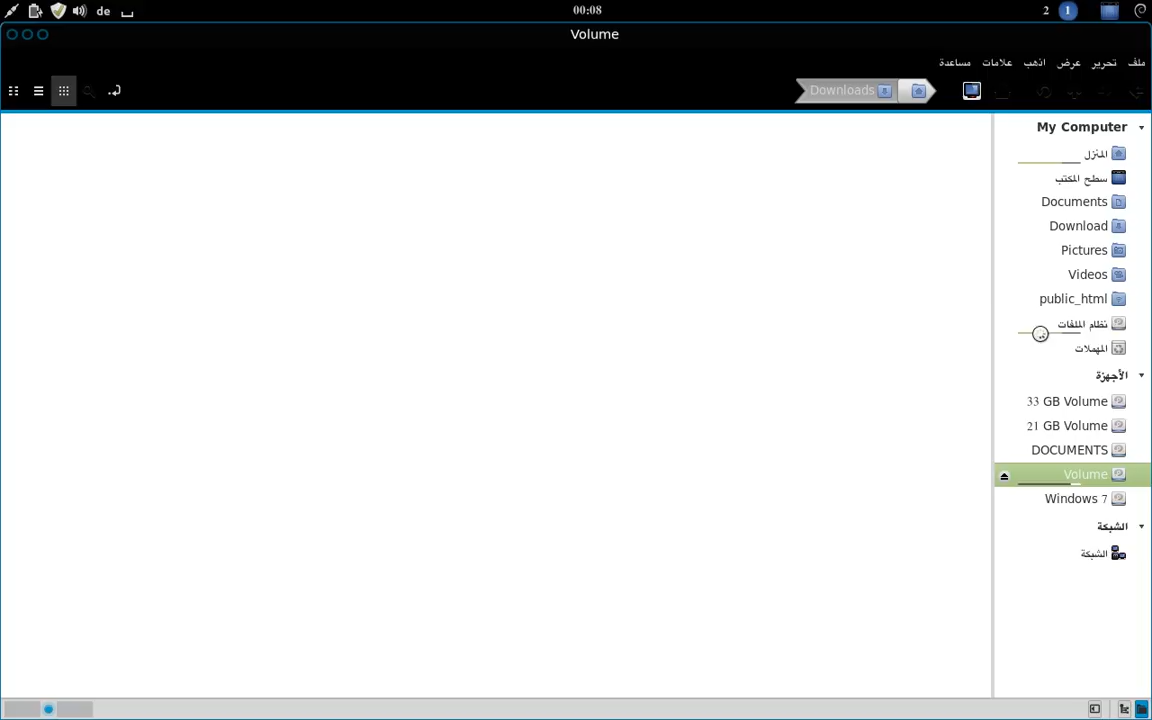 de
00:08
2
1
Volume
ملف
تحرير
عرض
اذهب
علامات
مساعدة
Downloads
My Computer
المنزل
سطح المكتب
Documents
Download
Pictures
Videos
public_html
نظام الملفات
المهملات
الأجهزة
33 GB Volume
21 GB Volume
DOCUMENTS
Volume
Windows 7
الشبكة
الشبكة